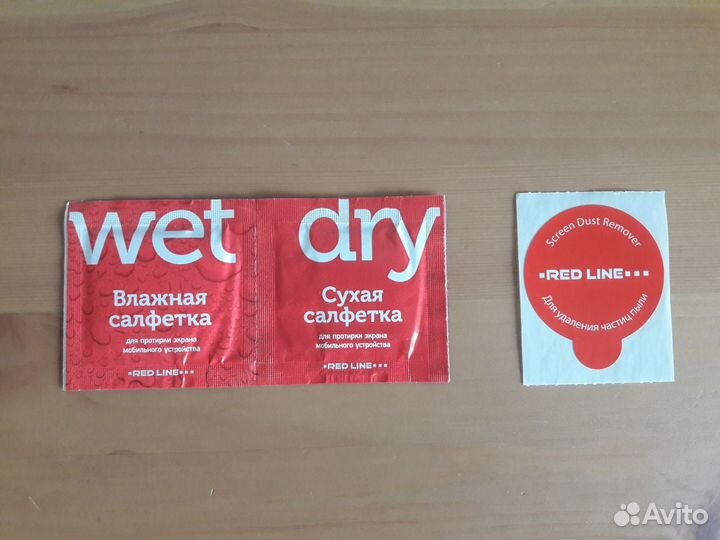 wet
Влажная
салфетка
для протирки экрана
мобильного устройства
RED LINE
dry
Сухая
салфетка
для протирки экрана
мобильного устройства
RED LINE
Screen Dust Remover
RED LINE
Для удаления частиц пыли
Avito